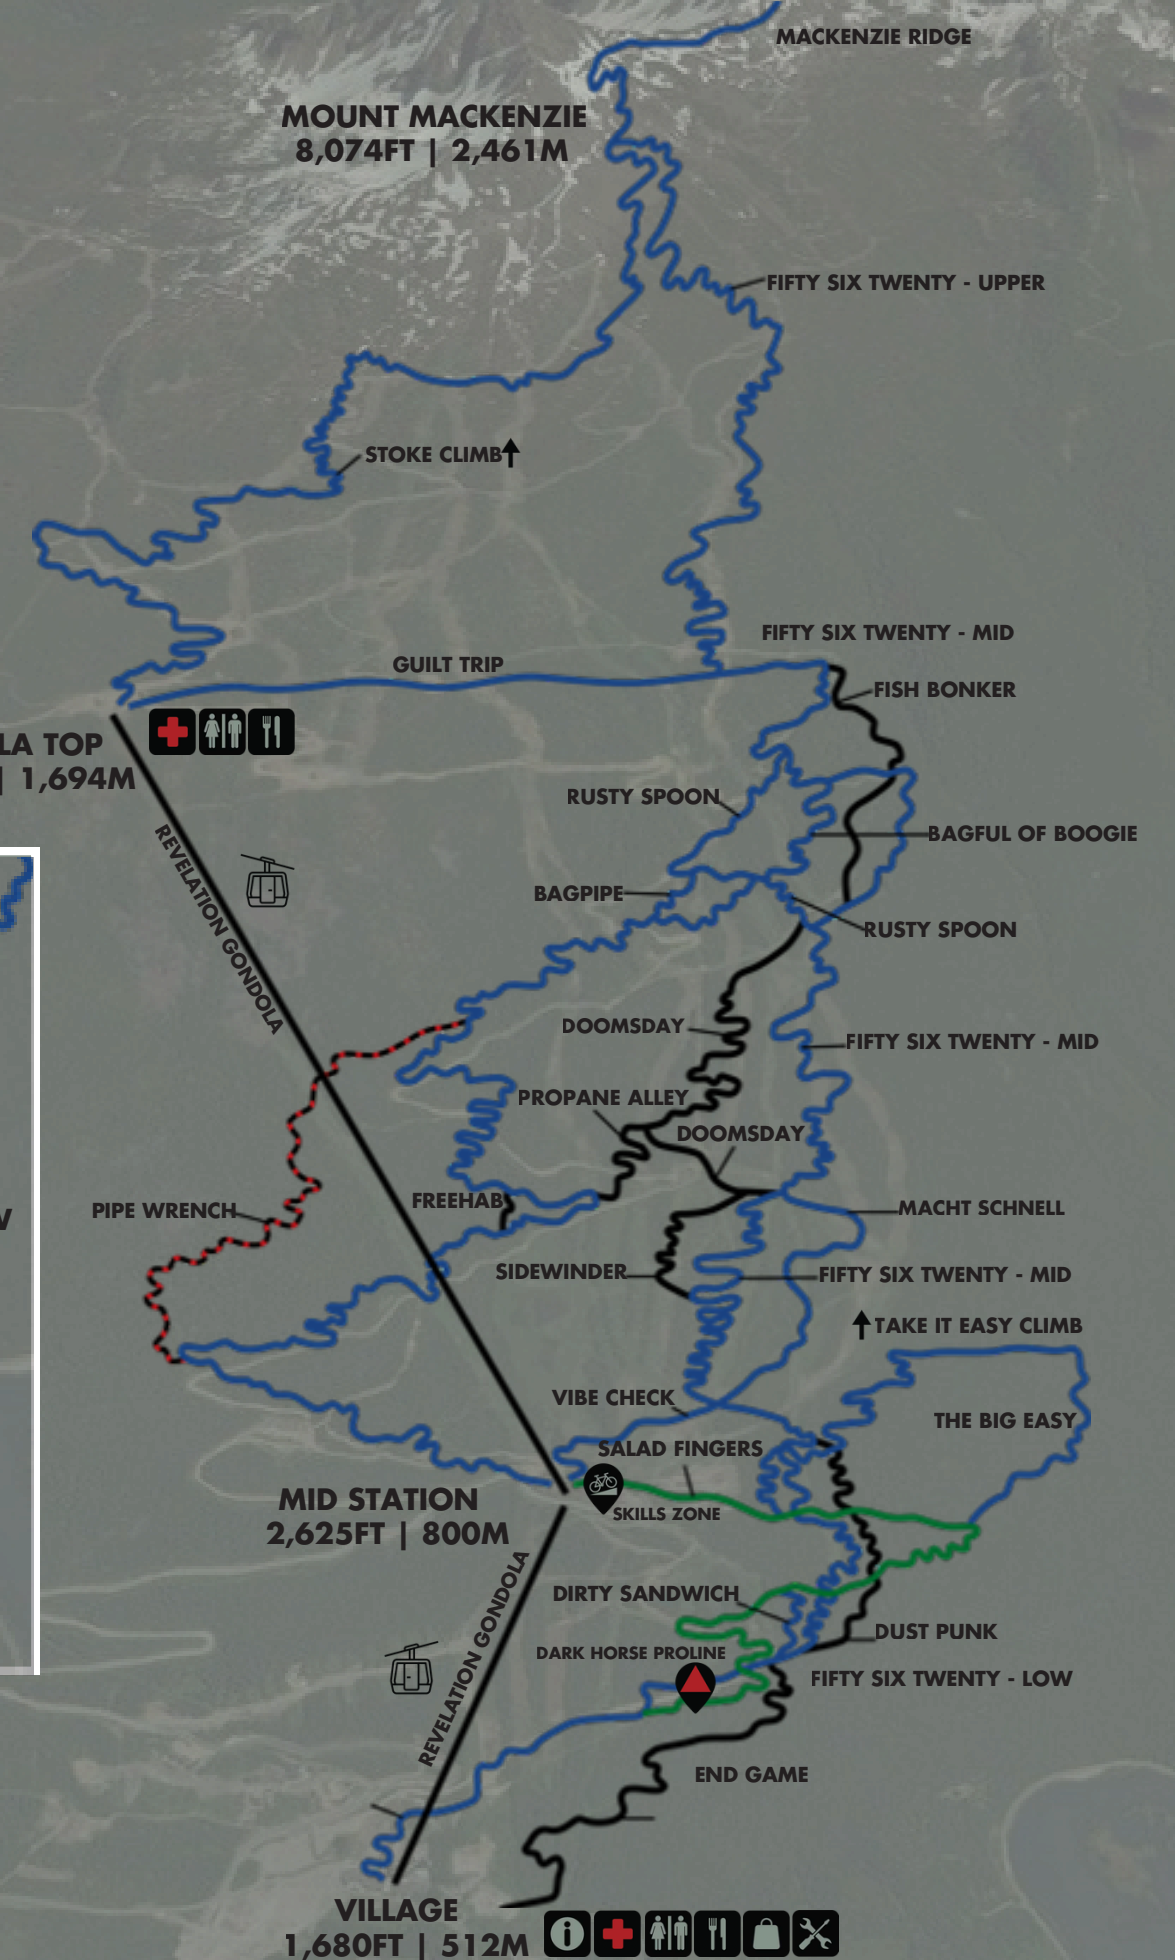 MACKENZIE RIDGE
MOUNT MACKENZIE
8,074FT | 2,461M
FIFTY SIX TWENTY - UPPER
STOKE CLIMB
FIFTY SIX TWENTY - MID
GUILT TRIP
FISH BONKER
LA TOP
| 1,694M
RUSTY SPOON
BAGFUL OF BOOGIE
REVELATION GONDOLA
BAGPIPE
RUSTY SPOON
DOOMSDAY
FIFTY SIX TWENTY - MID
PROPANE ALLEY
DOOMSDAY
FREEHAB
PIPE WRENCH
MACHT SCHNELL
SIDEWINDER
FIFTY SIX TWENTY - MID
TAKE IT EASY CLIMB
VIBE CHECK
THE BIG EASY
SALAD FINGERS
MID STATION
2,625FT | 800M
SKILLS ZONE
REVELATION GONDOLA
DIRTY SANDWICH
DUST PUNK
DARK HORSE PROLINE
FIFTY SIX TWENTY - LOW
END GAME
VILLAGE
1,680FT | 512M